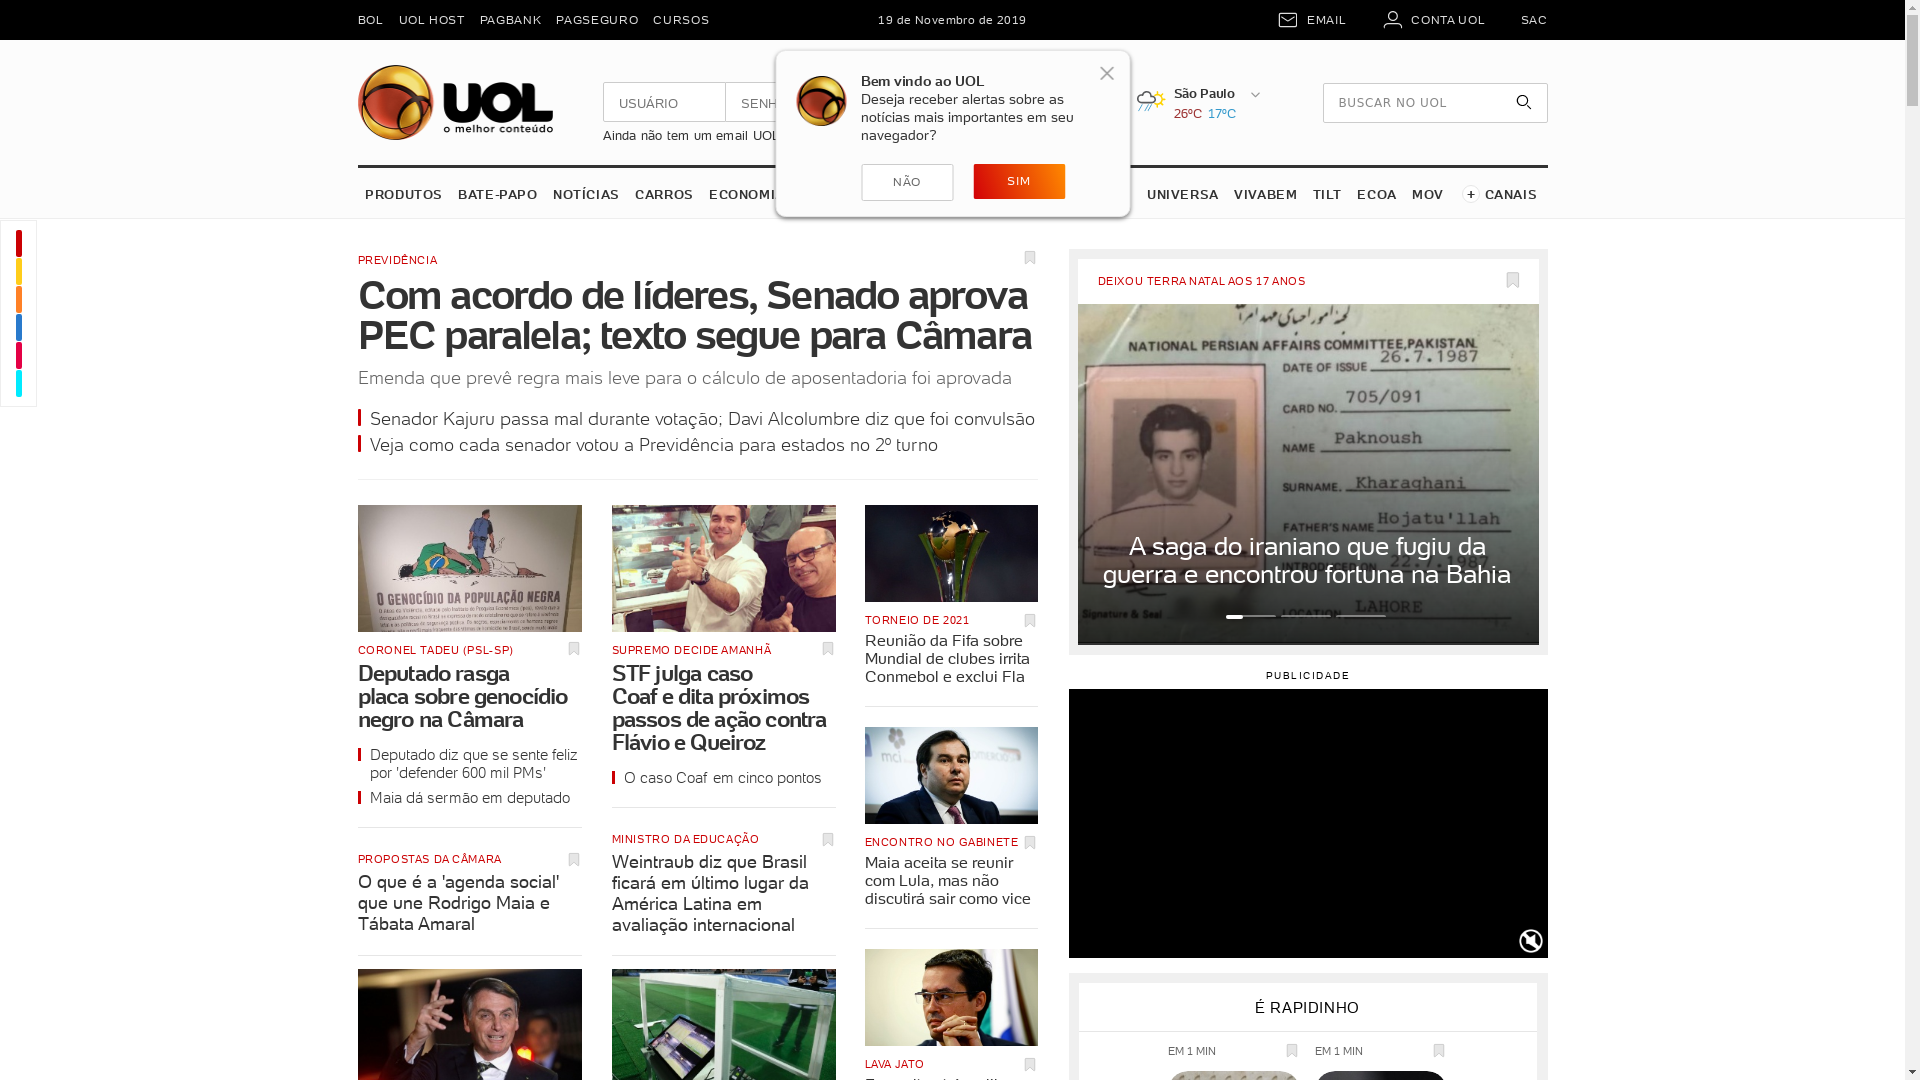 BOL
UOL HOST
PAGBANK
PAGSEGURO
CURSOS
19 de Novembro de 2019
EMAIL
CONTA UOL
SAC
UOL
o melhor conteúdo
USUÁRIO
SENH
Ainda não tem um email UOL
Bem vindo ao UOL
Deseja receber alertas sobre as
notícias mais importantes em seu
navegador?
NÃO
SIM
São Paulo
26ºC 17ºC
BUSCAR NO UOL
PRODUTOS
BATE-PAPO
NOTÍCIAS
CARROS
ECONOMI
UNIVERSA
VIVABEM
TILT
ECOA
MOV
+ CANAIS
PREVIDÊNCIA
Com acordo de líderes, Senado aprova
PEC paralela; texto segue para Câmara
Emenda que prevê regra mais leve para o cálculo de aposentadoria foi aprovada
Senador Kajuru passa mal durante votação; Davi Alcolumbre diz que foi convulsão
Veja como cada senador votou a Previdência para estados no 2º turno
O GENOCÍDIO DA POPULAÇÃO NEGRA
CORONEL TADEU (PSL-SP)
Deputado rasga
placa sobre genocídio
negro na Câmara
Deputado diz que se sente feliz
por 'defender 600 mil PMs'
Maia dá sermão em deputado
PROPOSTAS DA CÂMARA
O que é a 'agenda social'
que une Rodrigo Maia e
Tábata Amaral
SUPREMO DECIDE AMANHÃ
STF julga caso
Coaf e dita próximos
passos de ação contra
Flávio e Queiroz
O caso Coaf em cinco pontos
MINISTRO DA EDUCAÇÃO
Weintraub diz que Brasil
ficará em último lugar da
América Latina em
avaliação internacional
TORNEIO DE 2021
Reunião da Fifa sobre
Mundial de clubes irrita
Conmebol e exclui Fla
mci
ENCONTRO NO GABINETE
Maia aceita se reunir
com Lula, mas não
discutirá sair como vice
LAVA JATO
DEIXOU TERRA NATAL AOS 17 ANOS
NATIONAL PERSIAN AFFAIRS COMMITTEE, PAKISTAN.
DATE OF ISSUE 26.7.1987
CARD NO. 705/091
NAME Paknoush
SURNAME. Kharaghani
FATHER'S NAME Hojatu'llah
INTRODUCED ON 22.7.1987
LOCATION LAHORE
Signature & Seal
A saga do iraniano que fugiu da
guerra e encontrou fortuna na Bahia
PUBLICIDADE
É RAPIDINHO
EM 1 MIN
EM 1 MIN